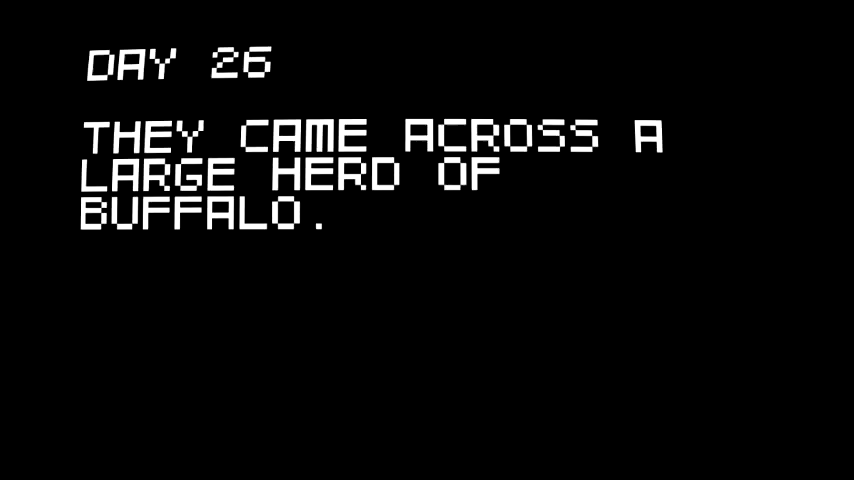 DAY 26
THEY CAME ACROSS A
LARGE HERD OF
BUFFALO.